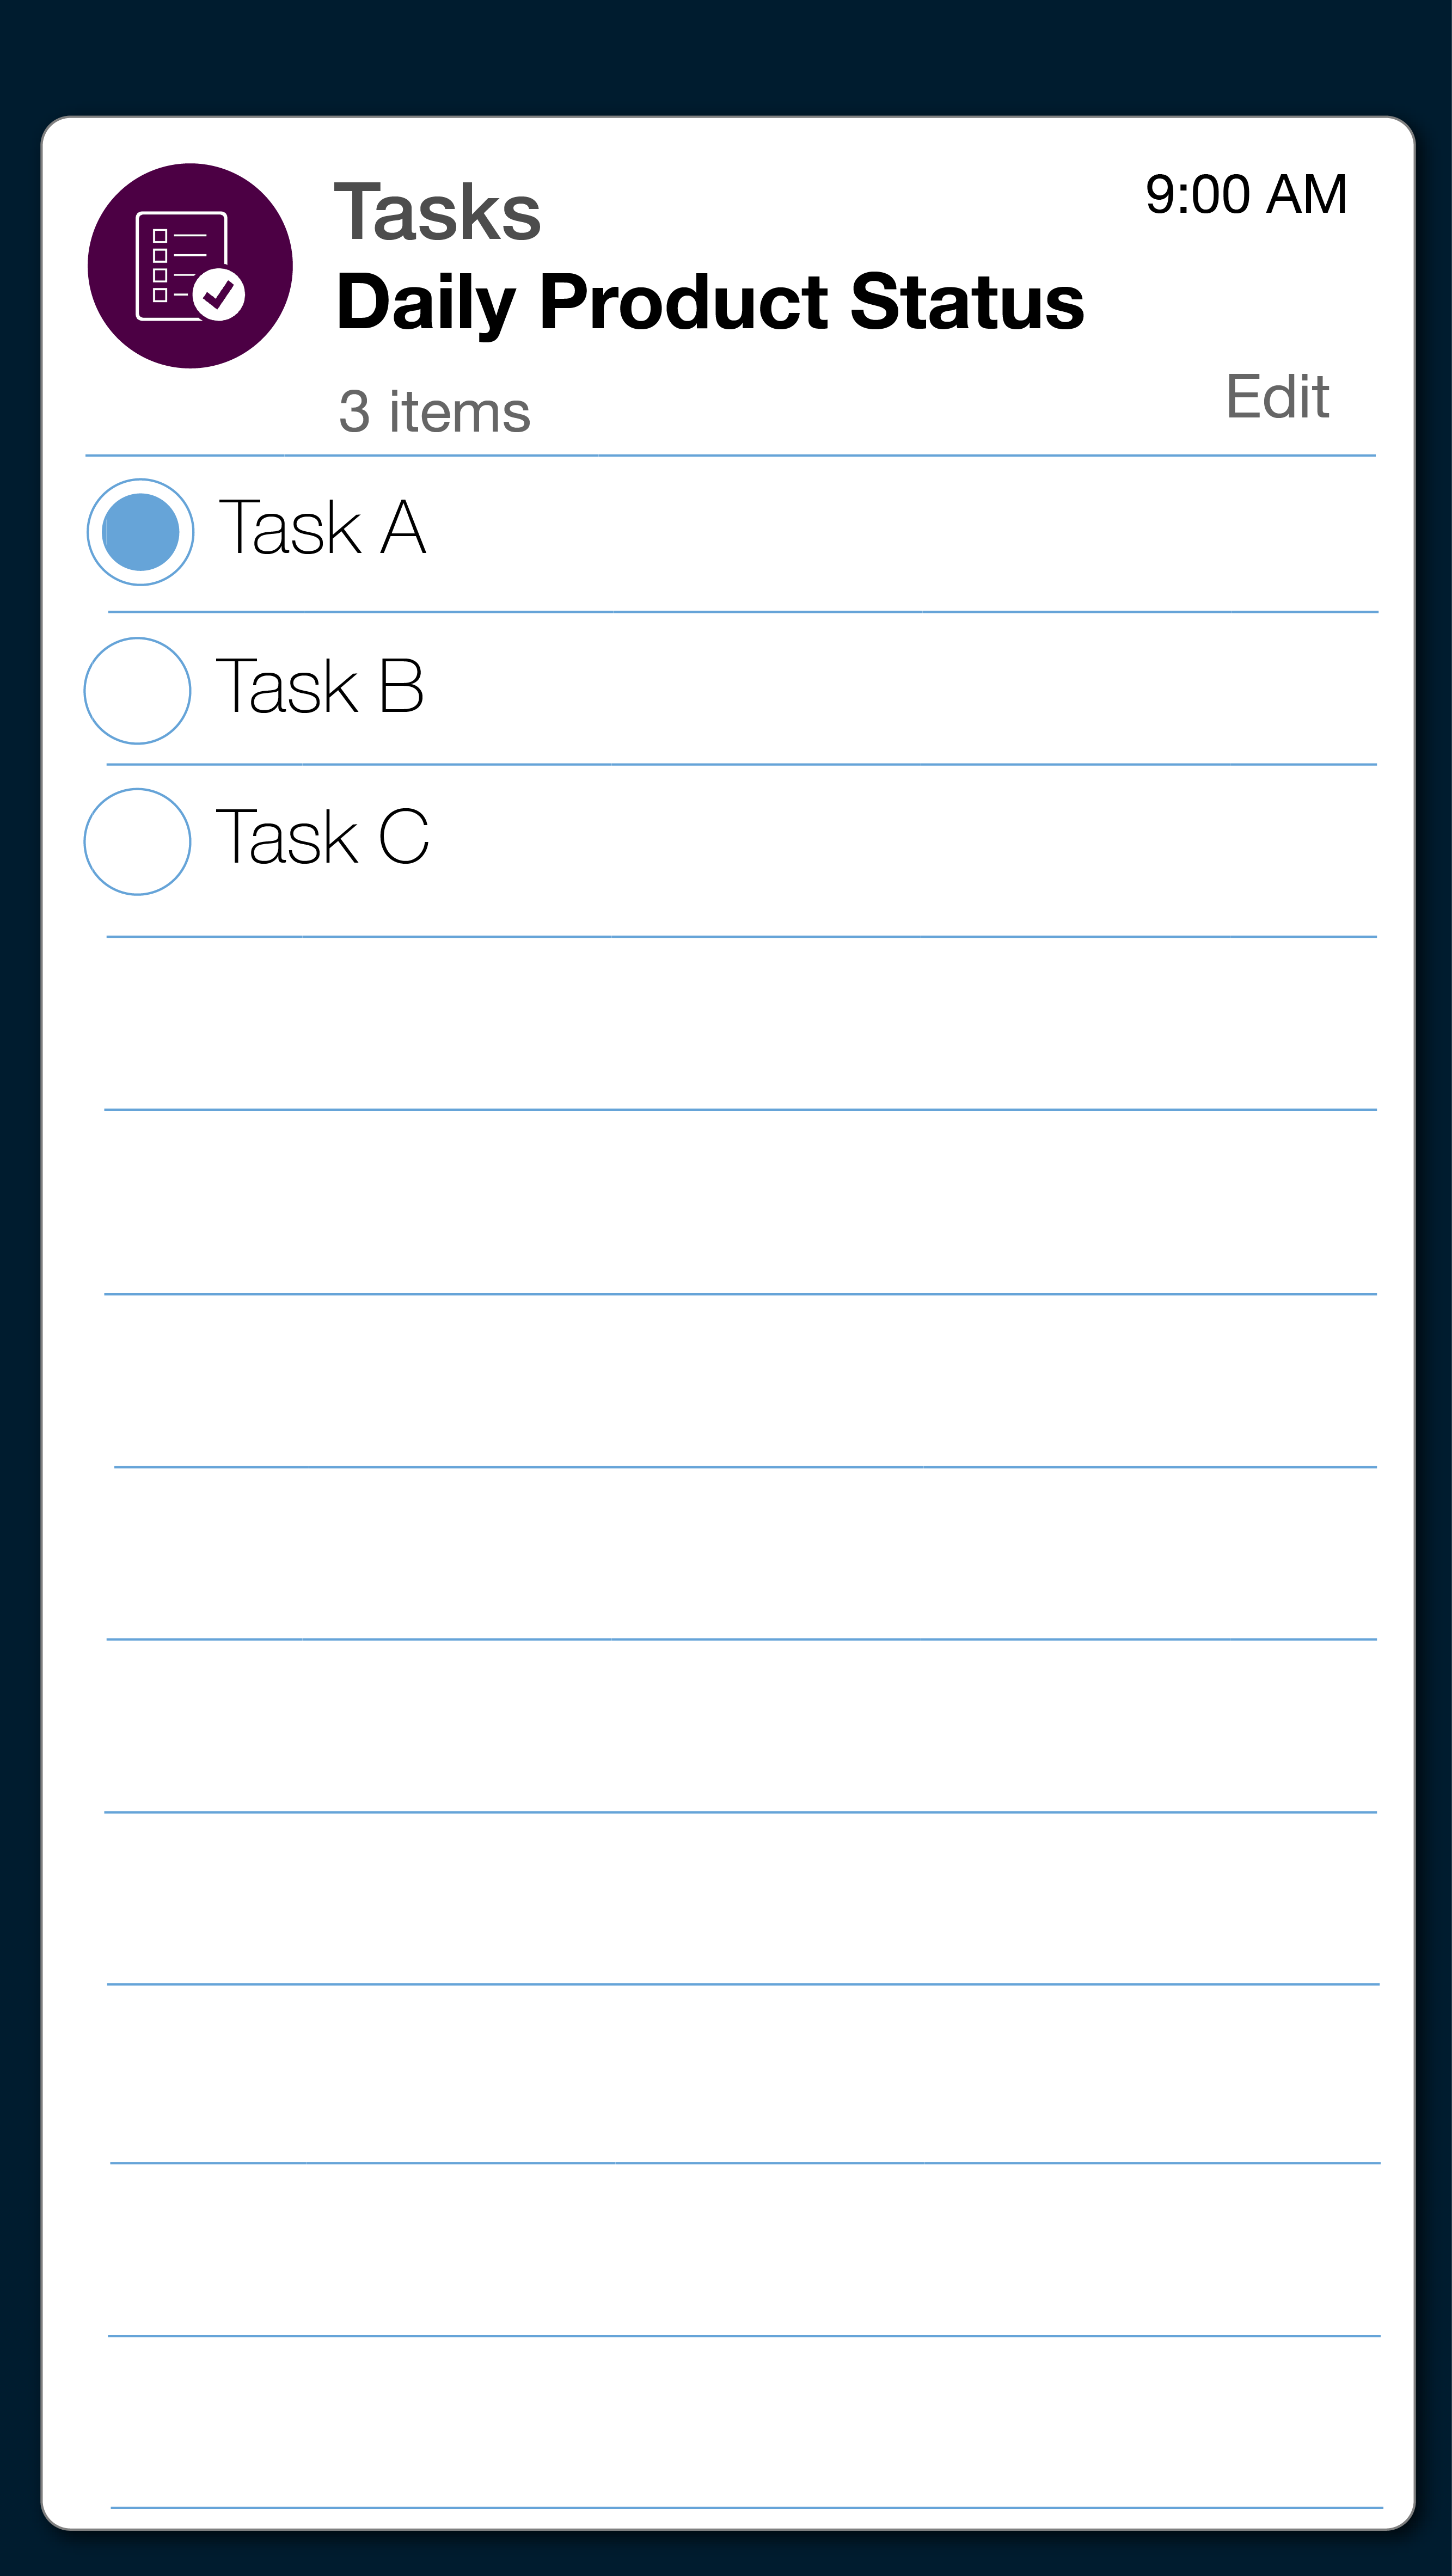 Tasks
9:00 AM
Daily Product Status
3 items
Edit
Task A
Task B
Task C